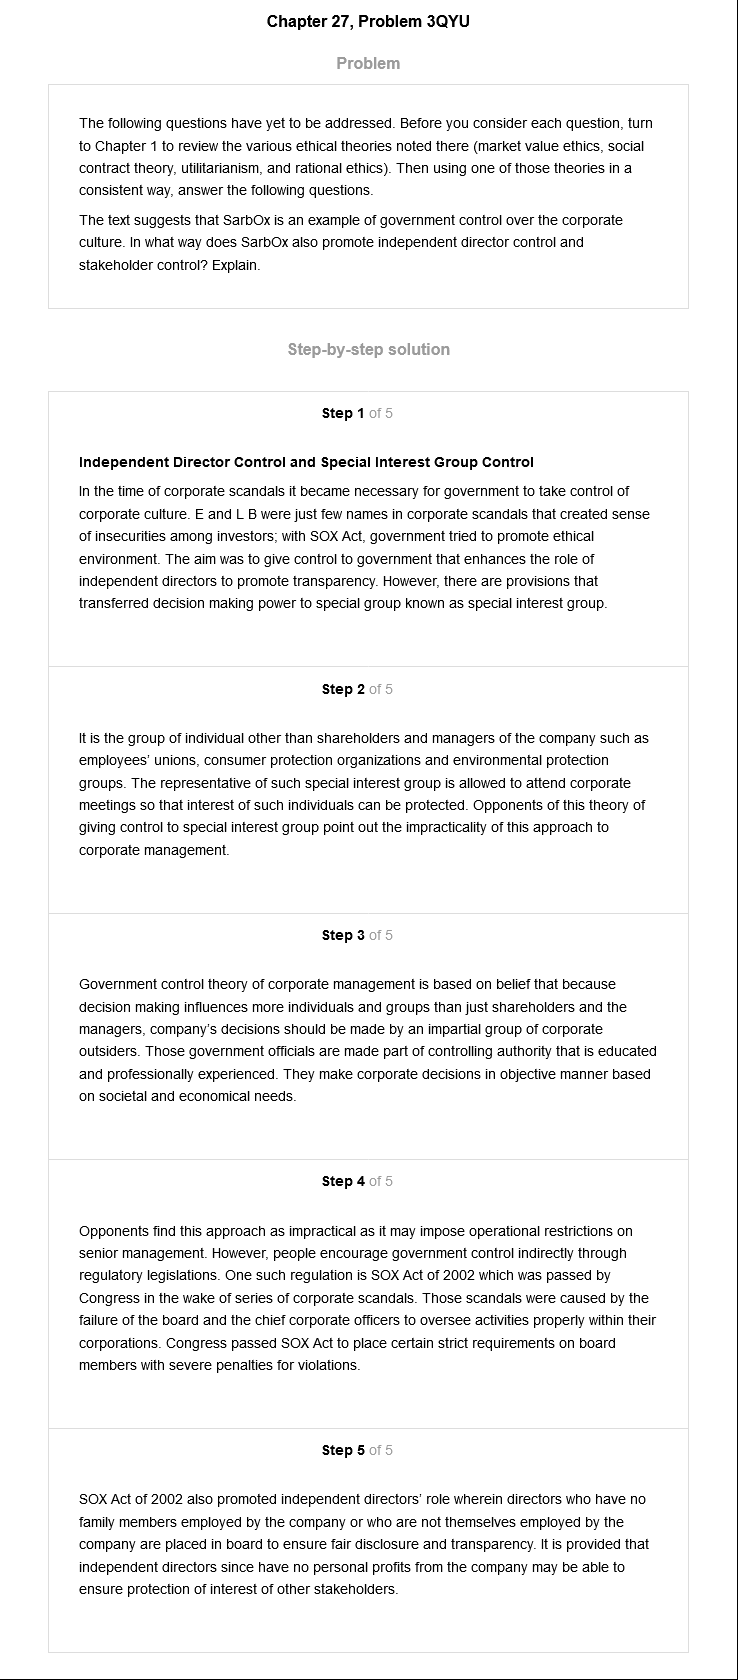 Chapter 27, Problem 3QYU
Problem
The following questions have yet to be addressed. Before you consider each question, turn
to Chapter 1 to review the various ethical theories noted there (market value ethics, social
contract theory, utilitarianism, and rational ethics). Then using one of those theories in a
consistent way, answer the following questions.
The text suggests that SarbOx is an example of government control over the corporate
culture. In what way does SarbOx also promote independent director control and
stakeholder control? Explain.
Step-by-step solution
Step 1 of 5
Independent Director Control and Special Interest Group Control
In the time of corporate scandals it became necessary for government to take control of
corporate culture. E and L B were just few names in corporate scandals that created sense
of insecurities among investors; with SOX Act, government tried to promote ethical
environment. The aim was to give control to government that enhances the role of
independent directors to promote transparency. However, there are provisions that
transferred decision making power to special group known as special interest group.
Step 2 of 5
It is the group of individual other than shareholders and managers of the company such as
employees' unions, consumer protection organizations and environmental protection
groups. The representative of such special interest group is allowed to attend corporate
meetings so that interest of such individuals can be protected. Opponents of this theory of
giving control to special interest group point out the impracticality of this approach to
corporate management.
Step 3 of 5
Government control theory of corporate management is based on belief that because
decision making influences more individuals and groups than just shareholders and the
managers, company's decisions should be made by an impartial group of corporate
outsiders. Those government officials are made part of controlling authority that is educated
and professionally experienced. They make corporate decisions in objective manner based
on societal and economical needs.
Step 4 of 5
Opponents find this approach as impractical as it may impose operational restrictions on
senior management. However, people encourage government control indirectly through
regulatory legislations. One such regulation is SOX Act of 2002 which was passed by
Congress in the wake of series of corporate scandals. Those scandals were caused by the
failure of the board and the chief corporate officers to oversee activities properly within their
corporations. Congress passed SOX Act to place certain strict requirements on board
members with severe penalties for violations.
Step 5 of 5
SOX Act of 2002 also promoted independent directors' role wherein directors who have no
family members employed by the company or who are not themselves employed by the
company are placed in board to ensure fair disclosure and transparency. It is provided that
independent directors since have no personal profits from the company may be able to
ensure protection of interest of other stakeholders.